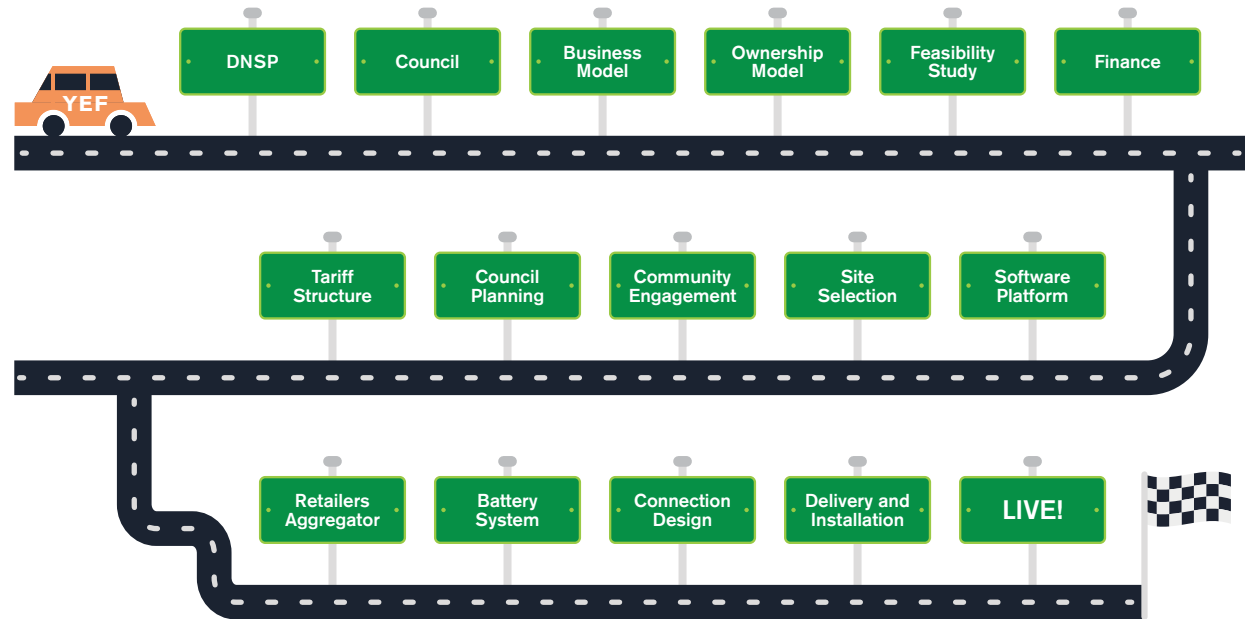 YEF
DNSP
Council
Business
Model
Ownership
Model
Feasibility
Study
Finance
Tariff
Structure
Council
Planning
Community
Engagement
Site
Selection
Software
Platform
Retailers
Aggregator
Battery
System
Connection
Design
Delivery and
Installation
LIVE!